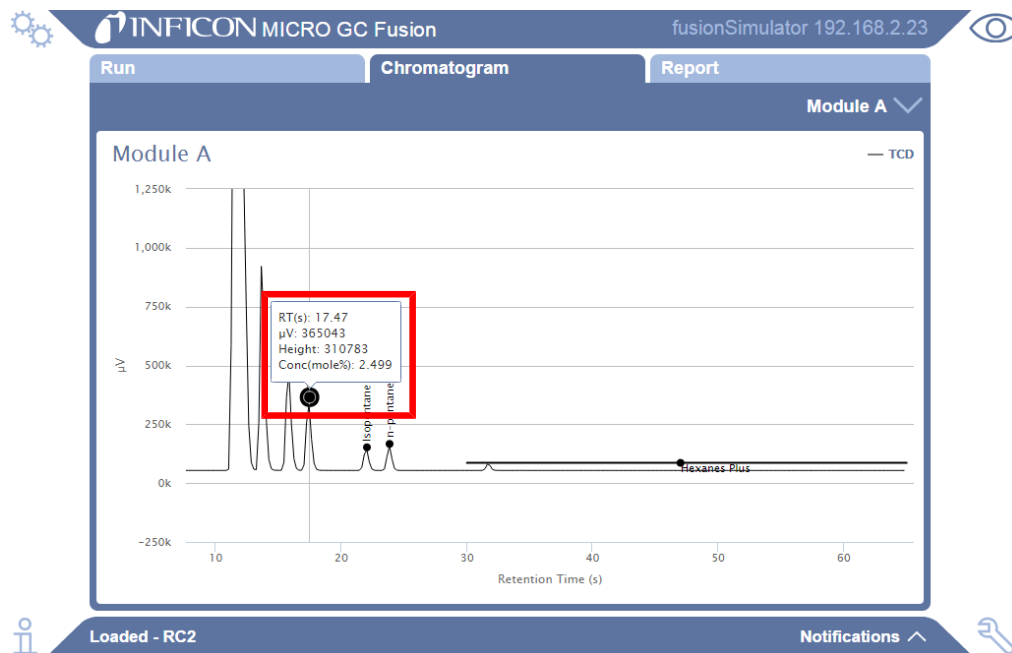 INFICON MICRO GC Fusion
fusionSimulator 192.168.2.23
Run
Chromatogram
Report
Module A
Module A
TCD
1,250k
1,000k
750k
500k
250k
0k
-250k
µV
RT(s): 17.47
µV: 365043
Height: 310783
Conc(mole%): 2.499
Isopentane
n-pentane
Hexanes Plus
10
20
30
40
50
60
Retention Time (s)
Loaded - RC2
Notifications